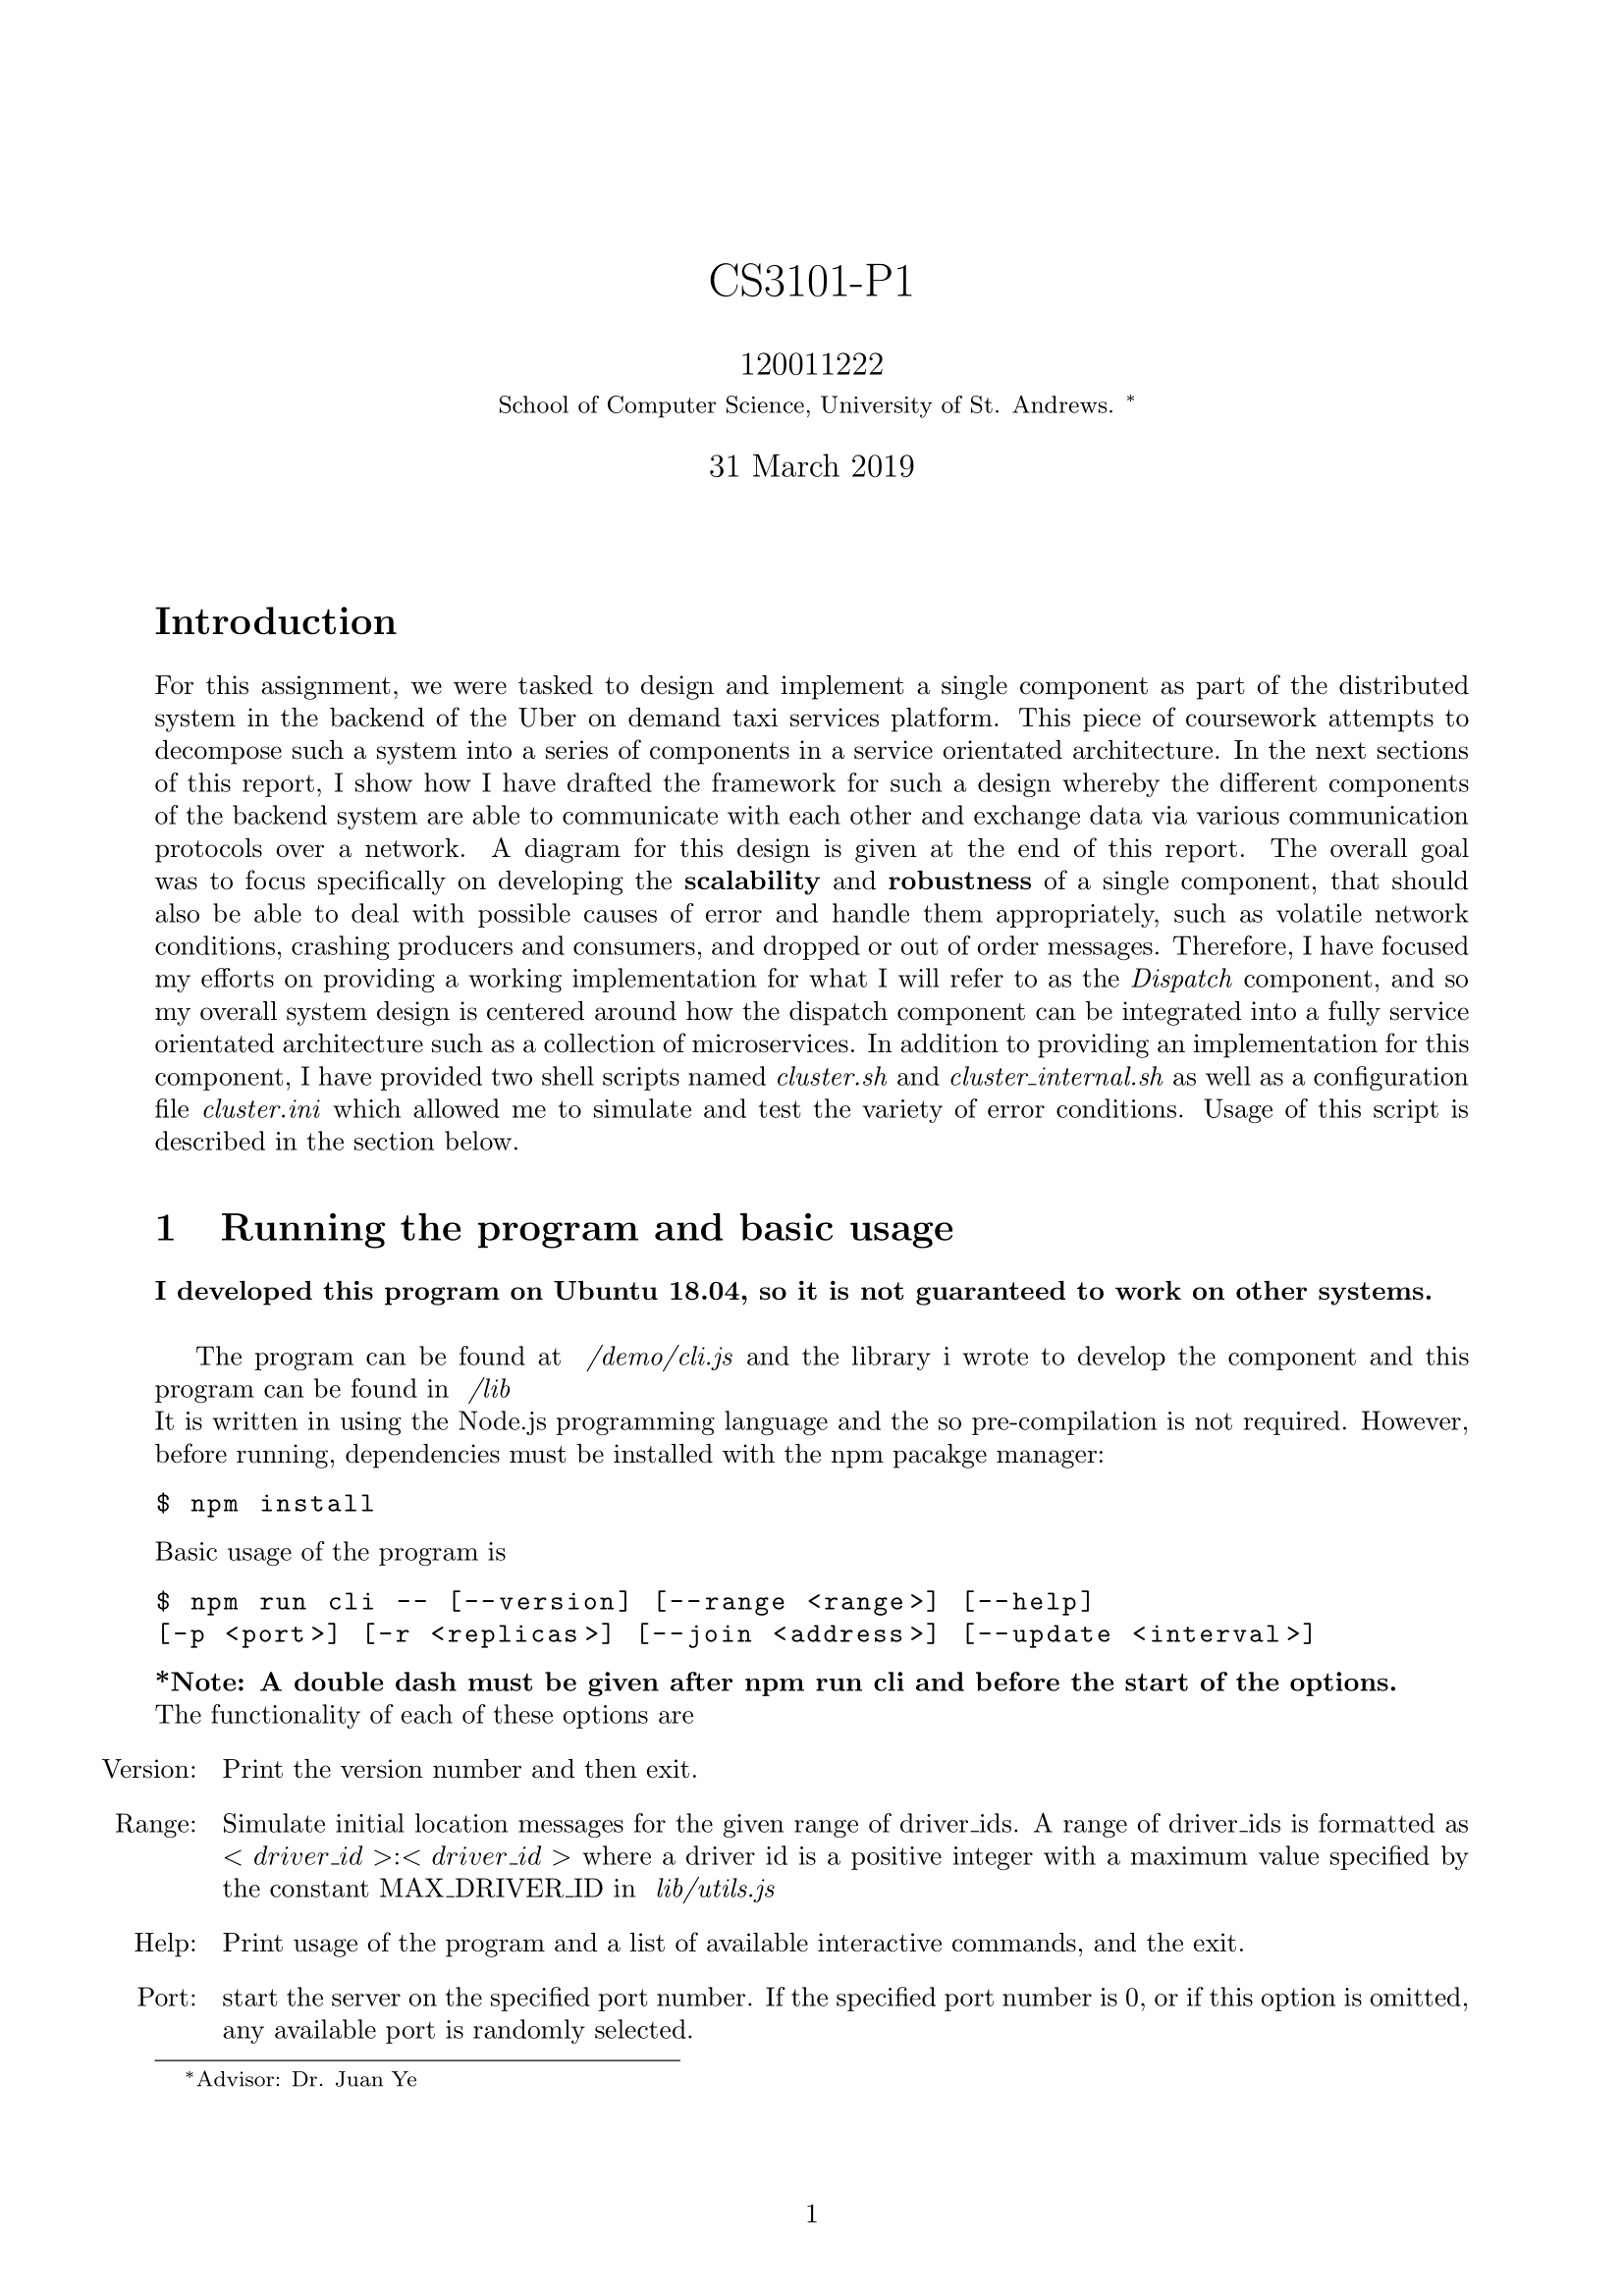 CS3101-P1
120011222
School of Computer Science, University of St. Andrews. *
31 March 2019
Introduction
For this assignment, we were tasked to design and implement a single component as part of the distributed
system in the backend of the Uber on demand taxi services platform. This piece of coursework attempts to
decompose such a system into a series of components in a service orientated architecture. In the next sections
of this report, I show how I have drafted the framework for such a design whereby the different components
of the backend system are able to communicate with each other and exchange data via various communication
protocols over a network. A diagram for this design is given at the end of this report. The overall goal
was to focus specifically on developing the scalability and robustness of a single component, that should
also be able to deal with possible causes of error and handle them appropriately, such as volatile network
conditions, crashing producers and consumers, and dropped or out of order messages. Therefore, I have focused
my efforts on providing a working implementation for what I will refer to as the Dispatch component, and so
my overall system design is centered around how the dispatch component can be integrated into a fully service
orientated architecture such as a collection of microservices. In addition to providing an implementation for this
component, I have provided two shell scripts named cluster.sh and cluster_internal.sh as well as a configuration
file cluster.ini which allowed me to simulate and test the variety of error conditions. Usage of this script is
described in the section below.
1 Running the program and basic usage
I developed this program on Ubuntu 18.04, so it is not guaranteed to work on other systems.
The program can be found at /demo/cli.js and the library i wrote to develop the component and this
program can be found in /lib
It is written in using the Node.js programming language and the so pre-compilation is not required. However,
before running, dependencies must be installed with the npm pacakge manager:
$ npm install
Basic usage of the program is
$ npm run cli -- [--version] [--range <range>] [--help]
[-p <port>] [-r <replicas>] [--join <address>] [--update <interval>]
*Note: A double dash must be given after npm run cli and before the start of the options.
The functionality of each of these options are
Version: Print the version number and then exit.
Range: Simulate initial location messages for the given range of driver_ids. A range of driver_ids is formatted as
< driver_id >:< driver_id > where a driver id is a positive integer with a maximum value specified by
the constant MAX_DRIVER_ID in lib/utils.js
Help: Print usage of the program and a list of available interactive commands, and the exit.
Port: start the server on the specified port number. If the specified port number is 0, or if this option is omitted,
any available port is randomly selected.
*Advisor: Dr. Juan Ye
1